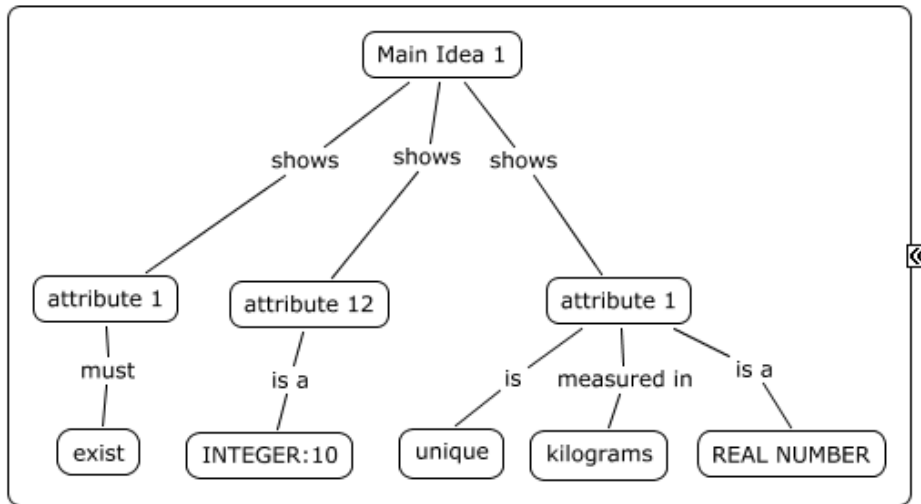 Main Idea 1
shows
shows
shows
attribute 1
attribute 12
attribute 1
must
is a
is
measured in
is a
exist
INTEGER:10
unique
kilograms
REAL NUMBER